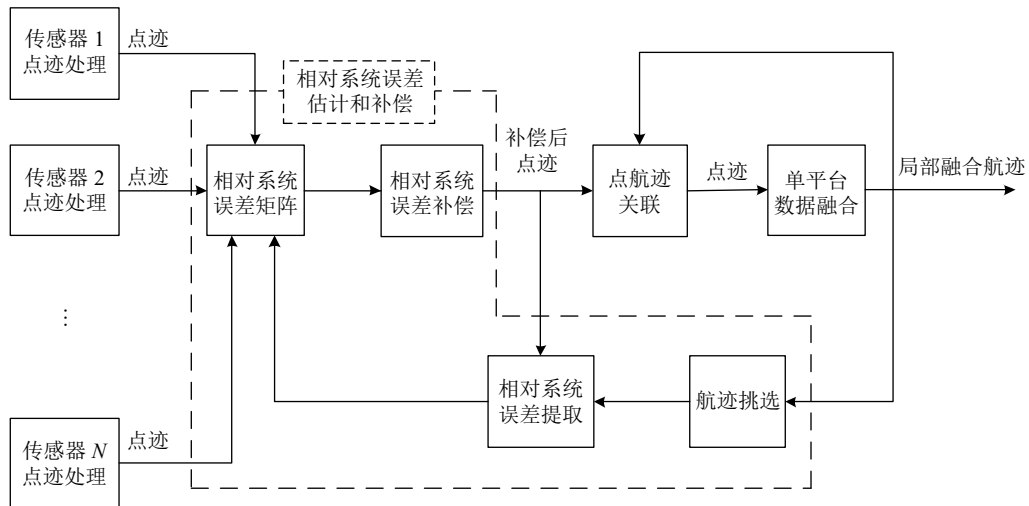 传感器 1
点迹处理
点迹
相对系统误差
估计和补偿
传感器 2
点迹处理
点迹
相对系统
误差矩阵
相对系统
误差补偿
补偿后
点迹
点航迹
关联
点迹
单平台
数据融合
局部融合航迹
⋮
相对系统
误差提取
航迹挑选
传感器 N
点迹处理
点迹